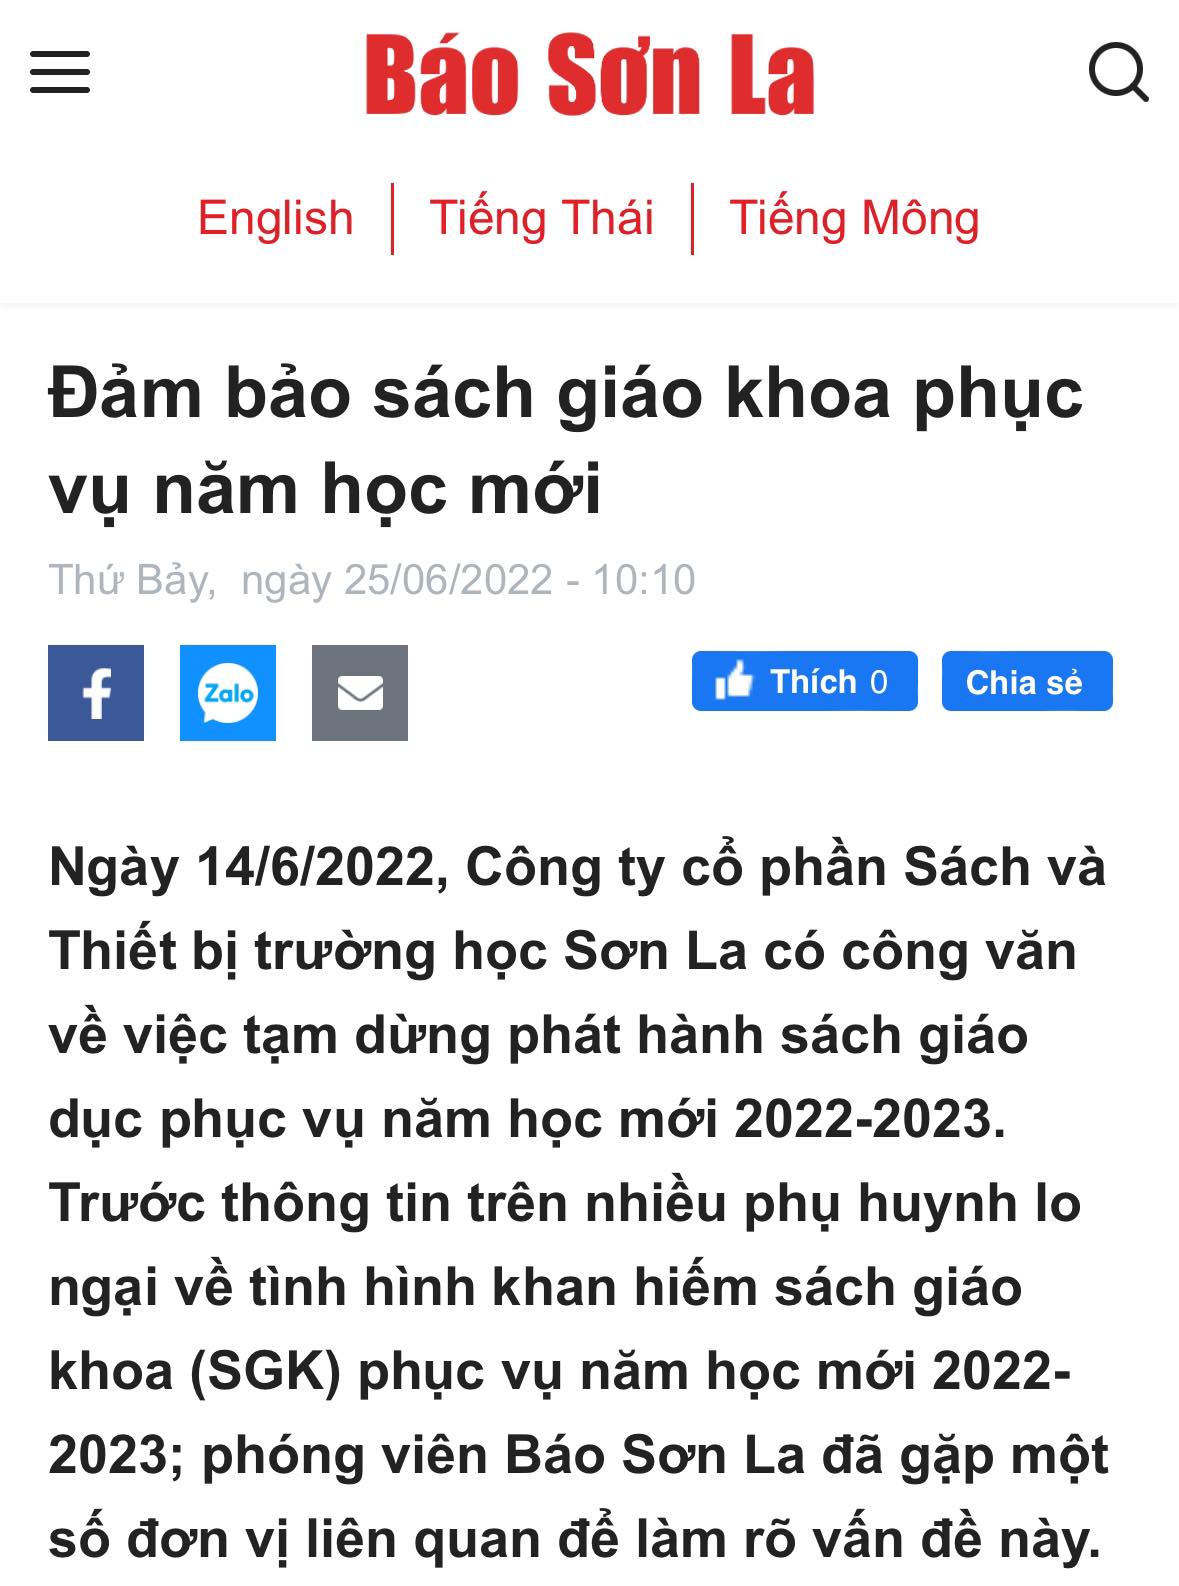 Báo Sơn La
English
Tiếng Thái
Tiếng Mông
Đảm bảo sách giáo khoa phục
vụ năm học mới
Thứ Bảy, ngày 25/06/2022 - 10:10
f
Zalo
Thích 0
Chia sẻ
Ngày 14/6/2022, Công ty cổ phần Sách và
Thiết bị trường học Sơn La có công văn
về việc tạm dừng phát hành sách giáo
dục phục vụ năm học mới 2022-2023.
Trước thông tin trên nhiều phụ huynh lo
ngại về tình hình khan hiếm sách giáo
khoa (SGK) phục vụ năm học mới 2022-
2023; phóng viên Báo Sơn La đã gặp một
số đơn vị liên quan để làm rõ vấn đề này.